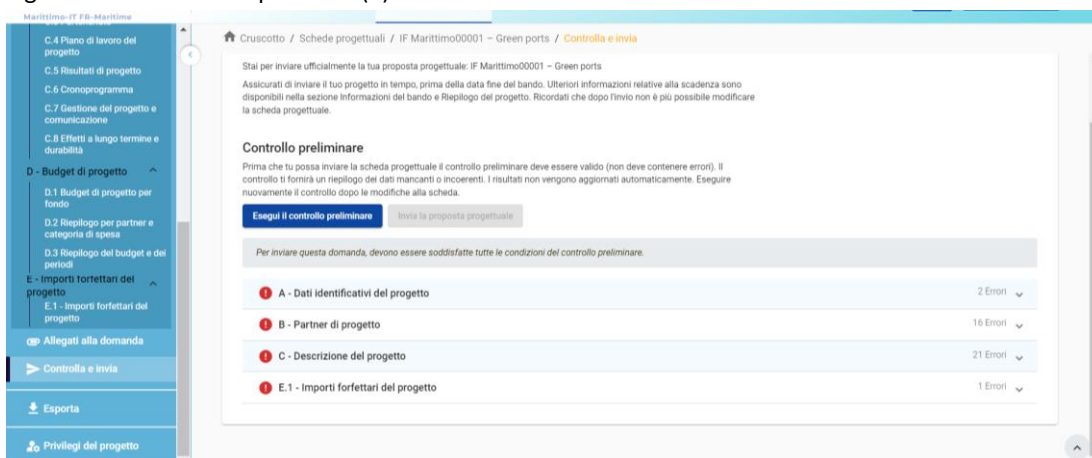 Marittimo-IT FR-Maritime
C.4 Piano di lavoro del
progetto
C.5 Risultati di progetto
C.6 Cronoprogramma
C.7 Gestione del progetto e
comunicazione
C.8 Effetti a lungo termine e
durabilità
D - Budget di progetto
D.1 Budget di progetto per
fondo
D.2 Riepilogo per partner e
categoria di spesa
D.3 Riepilogo del budget e dei
periodi
E - Importi forfettari del
progetto
E.1 - Importi forfettari del
progetto
Allegati alla domanda
Controlla e invia
Esporta
Privilegi del progetto
Cruscotto / Schede progettuali / IF Marittimo00001 – Green ports / Controlla e invia
Stai per inviare ufficialmente la tua proposta progettuale: IF Marittimo00001 – Green ports
Assicurati di inviare il tuo progetto in tempo, prima della data fine del bando. Ulteriori informazioni relative alla scadenza sono
disponibili nella sezione Informazioni del bando e Riepilogo del progetto. Ricordati che dopo l'invio non è più possibile modificare
la scheda progettuale.
Controllo preliminare
Prima che tu possa inviare la scheda progettuale il controllo preliminare deve essere valido (non deve contenere errori). Il
controllo ti fornirà un riepilogo dei dati mancanti o incoerenti. I risultati non vengono aggiornati automaticamente. Eseguire
nuovamente il controllo dopo le modifiche alla scheda.
Esegui il controllo preliminare
Invia la proposta progettuale
Per inviare questa domanda, devono essere soddisfatte tutte le condizioni del controllo preliminare.
A - Dati identificativi del progetto 2 Errori
B - Partner di progetto 16 Errori
C - Descrizione del progetto 21 Errori
E.1 - Importi forfettari del progetto 1 Errori